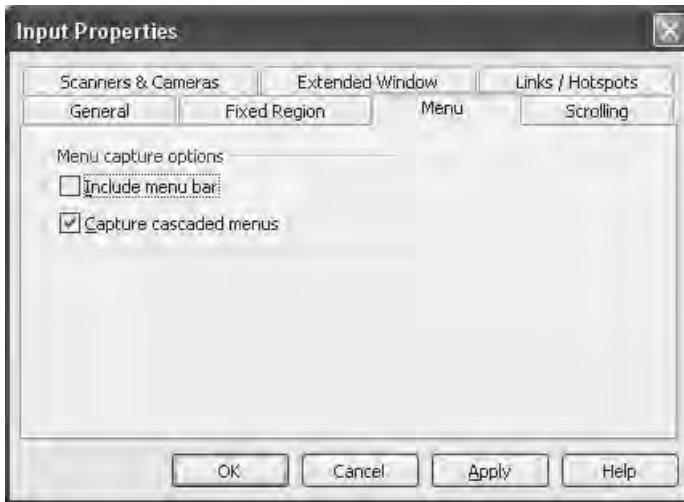 Input Properties
Scanners & Cameras Extended Window Links / Hotspots
General Fixed Region Menu Scrolling
Menu capture options
Include menu bar
Capture cascaded menus
OK Cancel Apply Help